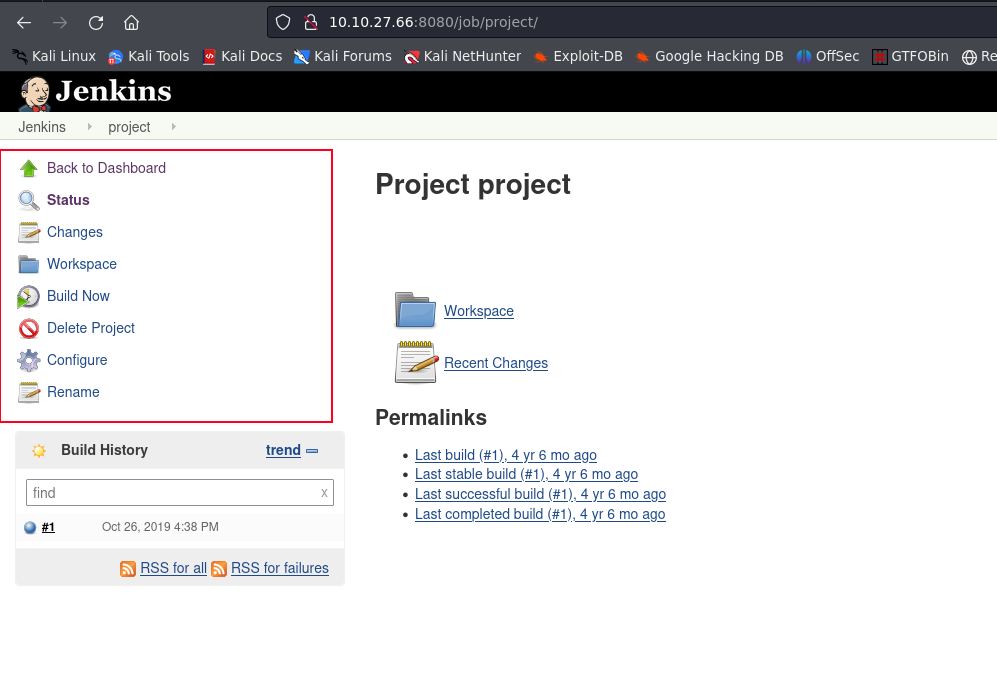 10.10.27.66:8080/job/project/
Kali Linux Kali Tools Kali Docs Kali Forums Kali NetHunter Exploit-DB Google Hacking DB OffSec GTFOBin Re
Jenkins
Jenkins project
Back to Dashboard
Status
Changes
Workspace
Build Now
Delete Project
Configure
Rename
Build History trend
find x
#1 Oct 26, 2019 4:38 PM
RSS for all RSS for failures
Project project
Workspace
Recent Changes
Permalinks
Last build (#1), 4 yr 6 mo ago
Last stable build (#1), 4 yr 6 mo ago
Last successful build (#1), 4 yr 6 mo ago
Last completed build (#1), 4 yr 6 mo ago